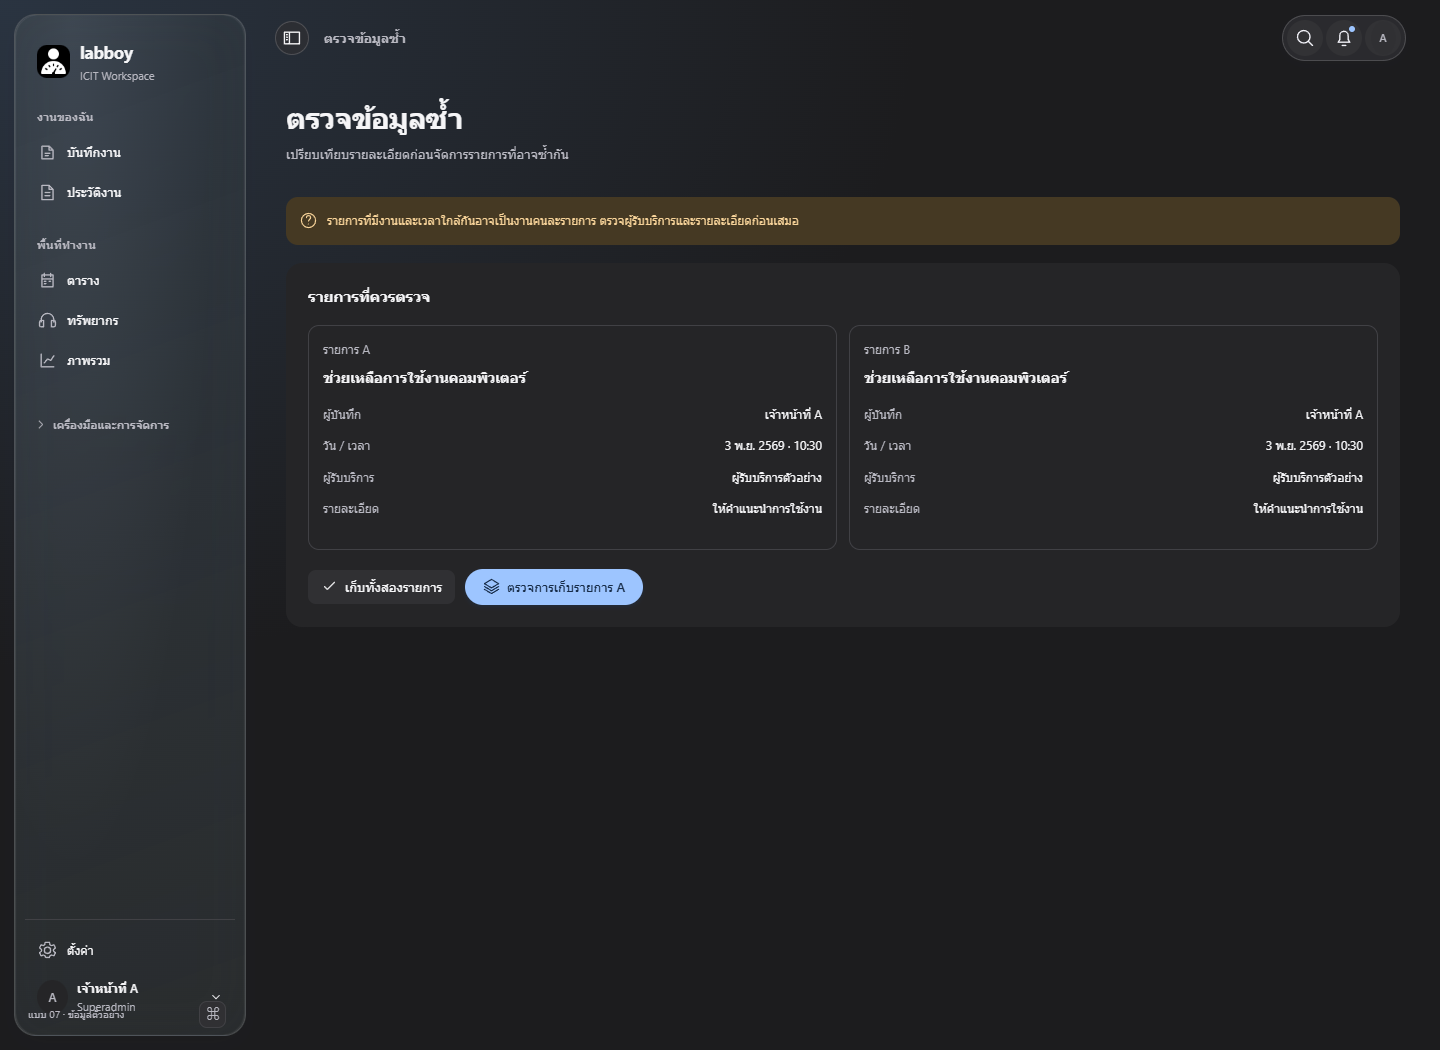 labboy
ICIT Workspace
งานของฉัน
บันทึกงาน
ประวัติงาน
พื้นที่ทำงาน
ตาราง
ทรัพยากร
ภาพรวม
เครื่องมือและการจัดการ
ตั้งค่า
A
เจ้าหน้าที่ A
Superadmin
แบบ 07 · ข้อมูลตัวอย่าง
ตรวจข้อมูลซ้ำ
A
ตรวจข้อมูลซ้ำ
เปรียบเทียบรายละเอียดก่อนจัดการรายการที่อาจซ้ำกัน
รายการที่มีงานและเวลาใกล้กันอาจเป็นงานคนละรายการ ตรวจผู้รับบริการและรายละเอียดก่อนเสมอ
รายการที่ควรตรวจ
รายการ A
ช่วยเหลือการใช้งานคอมพิวเตอร์
ผู้บันทึก เจ้าหน้าที่ A
วัน / เวลา 3 พ.ย. 2569 · 10:30
ผู้รับบริการ ผู้รับบริการตัวอย่าง
รายละเอียด ให้คำแนะนำการใช้งาน
รายการ B
ช่วยเหลือการใช้งานคอมพิวเตอร์
ผู้บันทึก เจ้าหน้าที่ A
วัน / เวลา 3 พ.ย. 2569 · 10:30
ผู้รับบริการ ผู้รับบริการตัวอย่าง
รายละเอียด ให้คำแนะนำการใช้งาน
เก็บทั้งสองรายการ
ตรวจการเก็บรายการ A